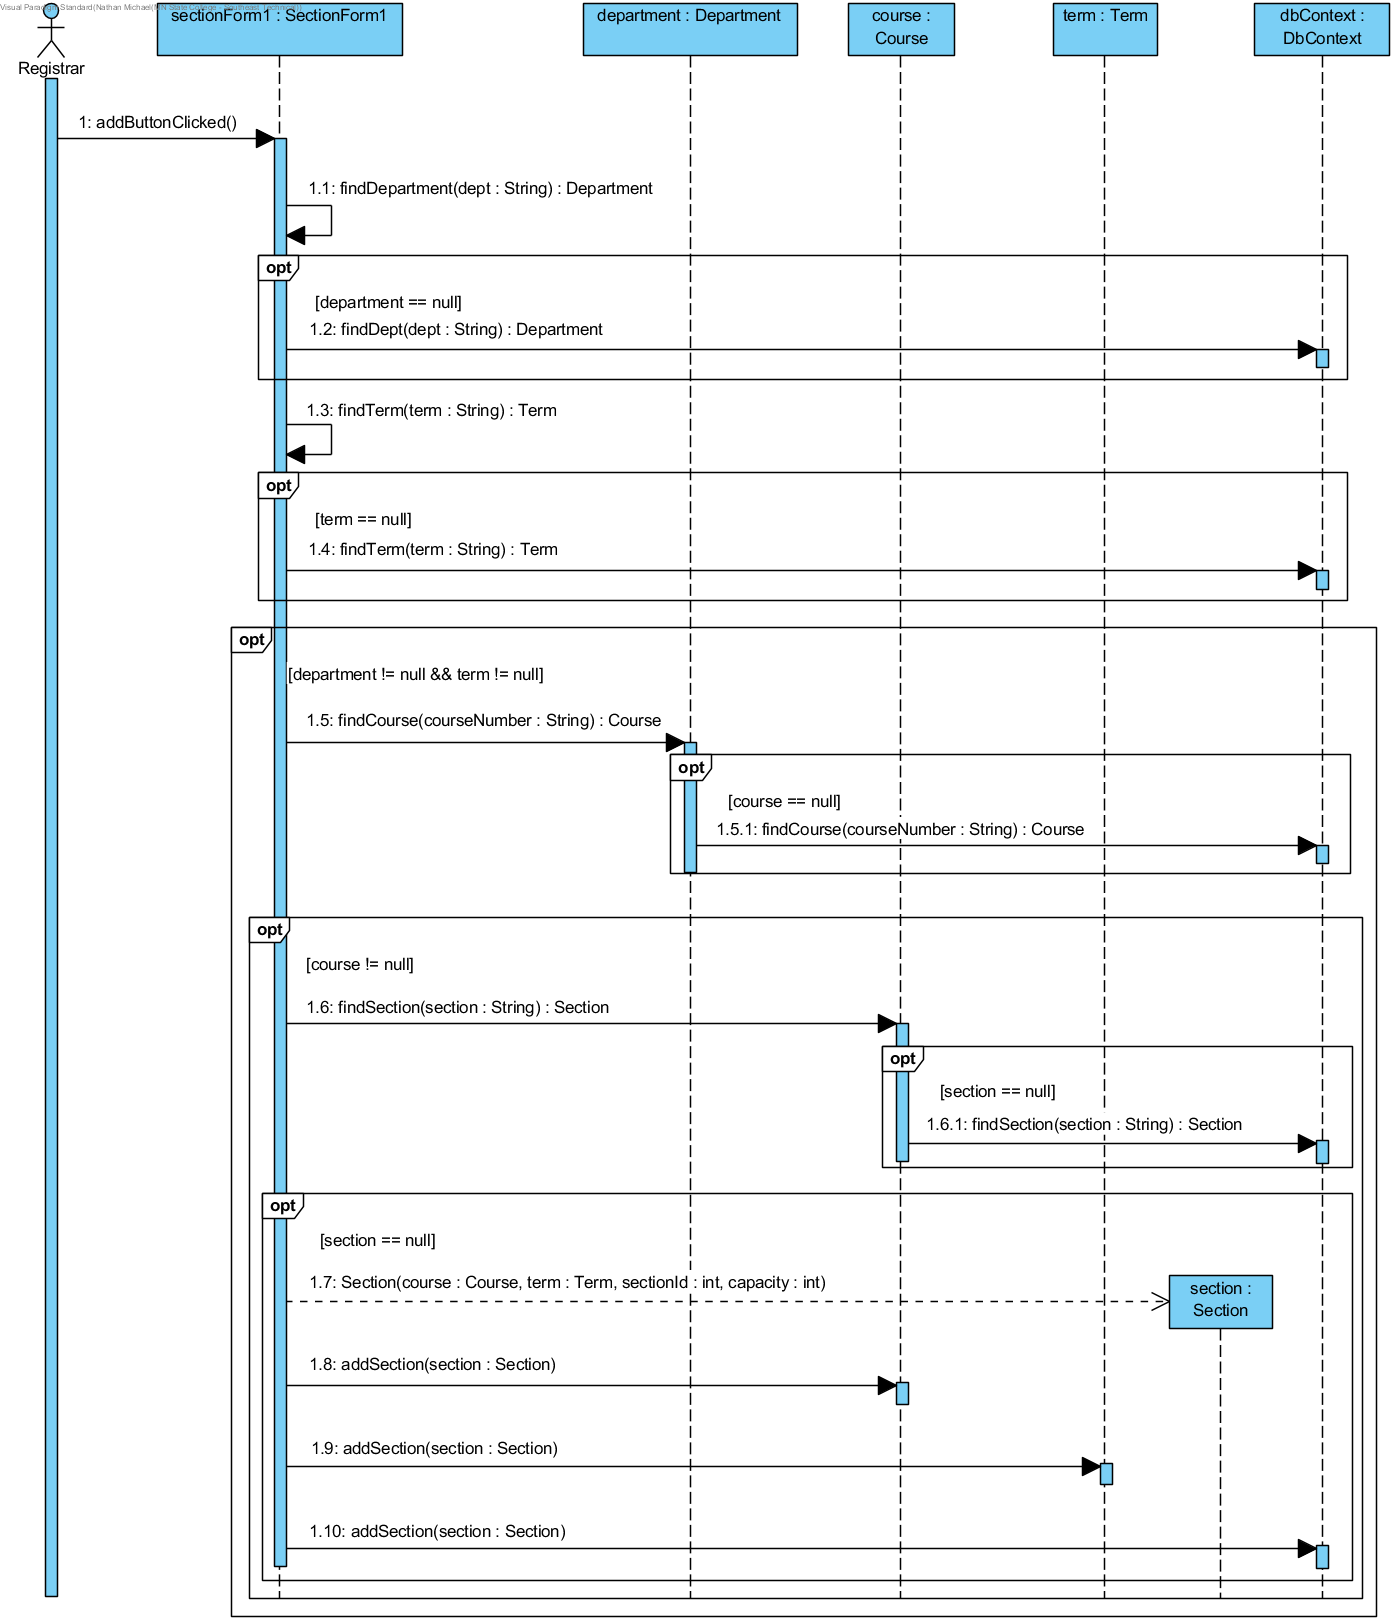 Visual Paradigm Standard(Nathan Michael(MN State College - Southeast Technical))
Registrar
sectionForm1 : SectionForm1
department : Department
course :
Course
term : Term
dbContext :
DbContext
1: addButtonClicked()
1.1: findDepartment(dept : String) : Department
opt
[department == null]
1.2: findDept(dept : String) : Department
1.3: findTerm(term : String) : Term
opt
[term == null]
1.4: findTerm(term : String) : Term
opt
[department != null && term != null]
1.5: findCourse(courseNumber : String) : Course
opt
[course == null]
1.5.1: findCourse(courseNumber : String) : Course
opt
[course != null]
1.6: findSection(section : String) : Section
opt
[section == null]
1.6.1: findSection(section : String) : Section
opt
[section == null]
1.7: Section(course : Course, term : Term, sectionId : int, capacity : int)
section :
Section
1.8: addSection(section : Section)
1.9: addSection(section : Section)
1.10: addSection(section : Section)